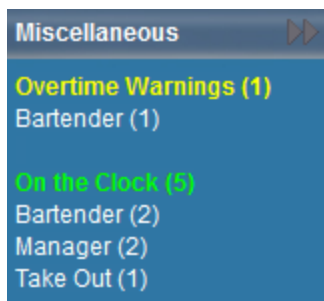 Miscellaneous
Overtime Warnings (1)
Bartender (1)
On the Clock (5)
Bartender (2)
Manager (2)
Take Out (1)